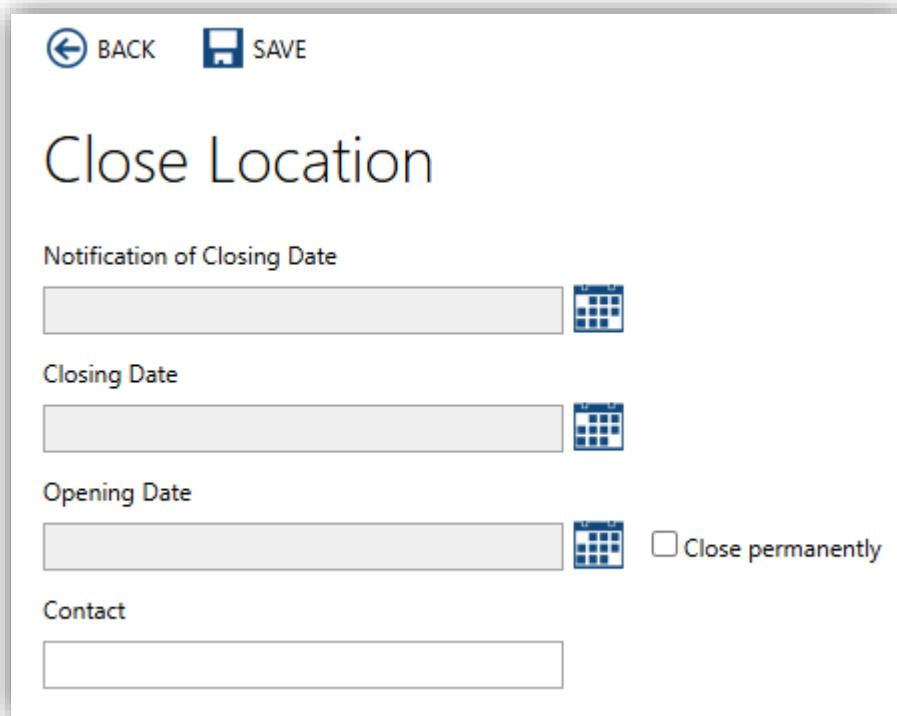 BACK SAVE
Close Location
Notification of Closing Date
Closing Date
Opening Date
Close permanently
Contact